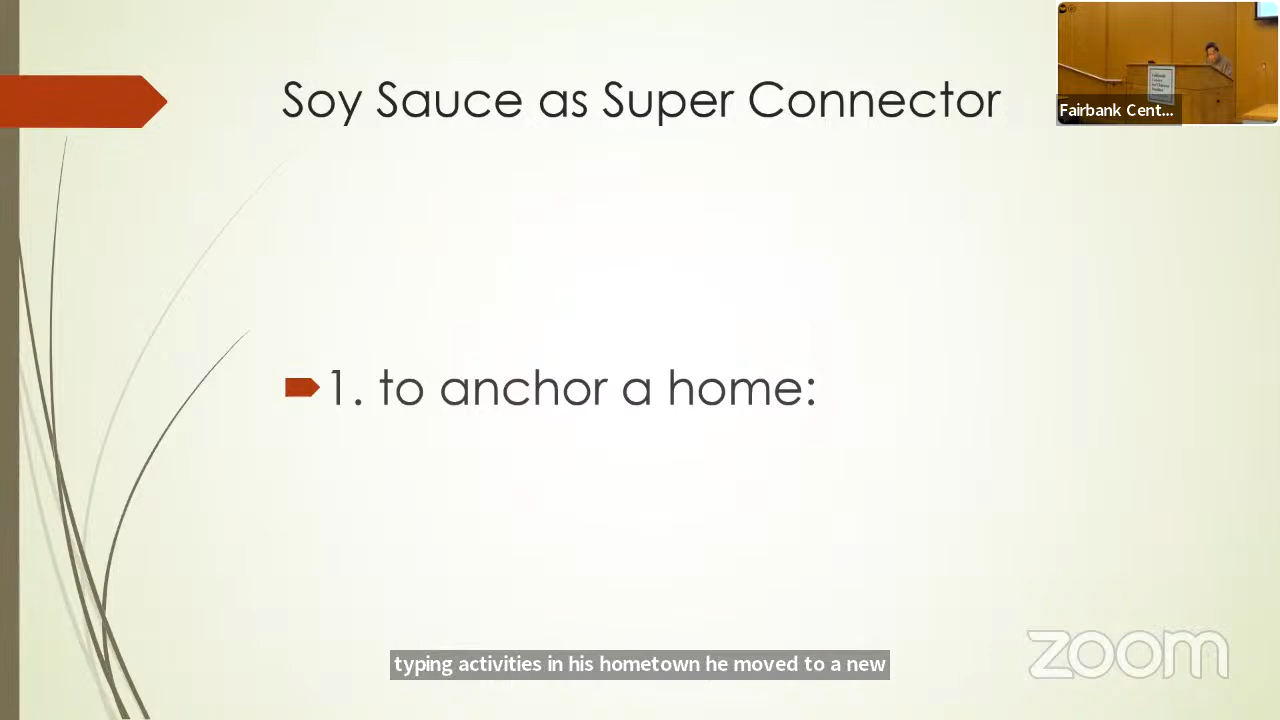 Soy Sauce as Super Connector
Fairbank Cent...
1. to anchor a home:
typing activities in his hometown he moved to a new
zoom